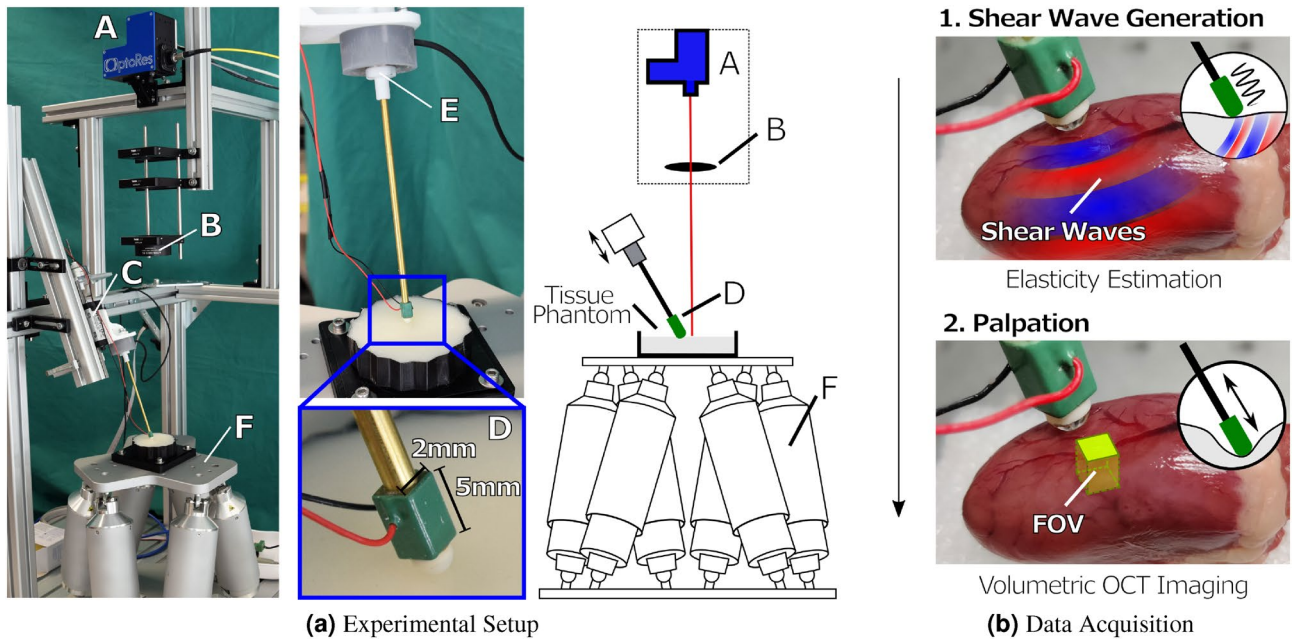 A
OptoRes
B
C
F
E
D
2mm
5mm
A
B
D
Tissue
Phantom
F
(a) Experimental Setup
1. Shear Wave Generation
Shear Waves
Elasticity Estimation
2. Palpation
FOV
Volumetric OCT Imaging
(b) Data Acquisition